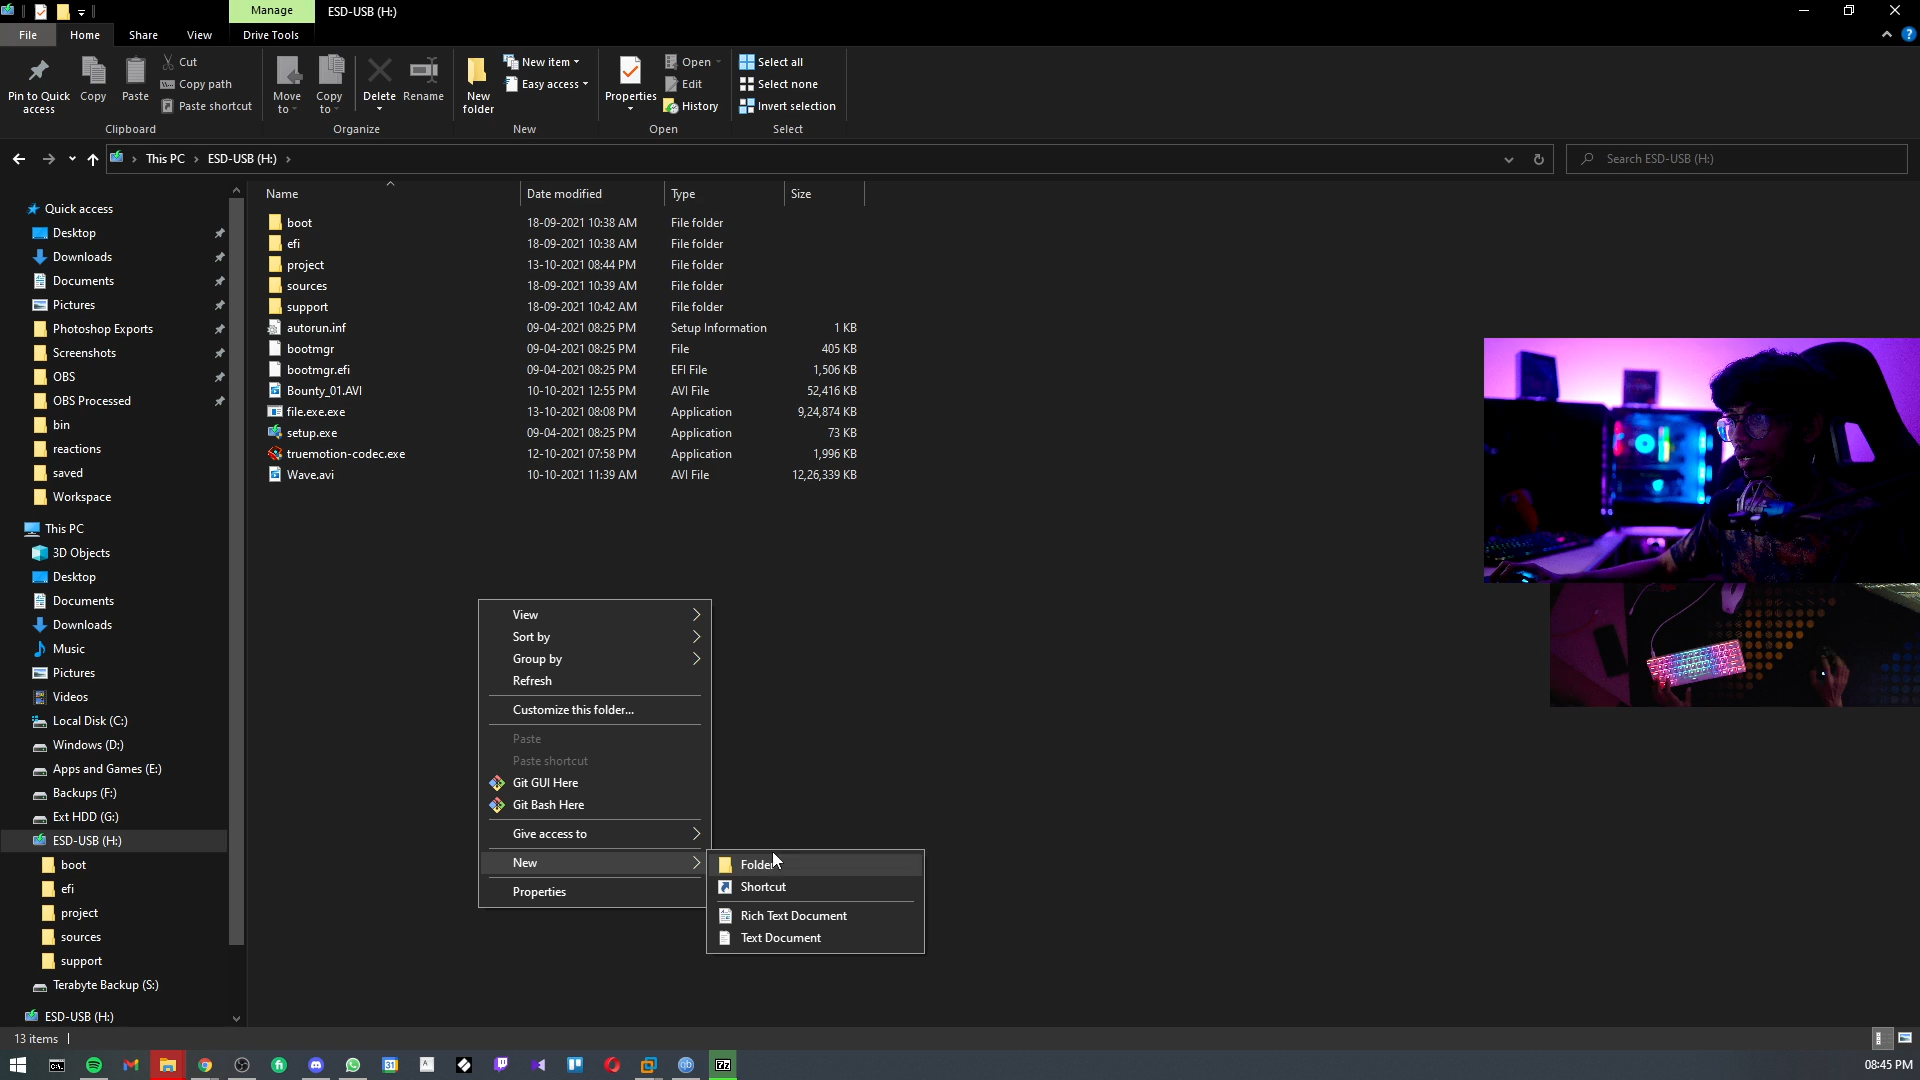 Manage
ESD-USB (H:)
File
Home
Share
View
Drive Tools
Pin to Quick access
Copy
Paste
Cut
Copy path
Paste shortcut
Clipboard
Move to
Copy to
Delete
Rename
Organize
New folder
New item
Easy access
New
Properties
Open
Edit
History
Open
Select all
Select none
Invert selection
Select
This PC
ESD-USB (H:)
Search ESD-USB (H:)
Name Date modified Type Size
boot 18-09-2021 10:38 AM File folder
efi 18-09-2021 10:38 AM File folder
project 13-10-2021 08:44 PM File folder
sources 18-09-2021 10:39 AM File folder
support 18-09-2021 10:42 AM File folder
autorun.inf 09-04-2021 08:25 PM Setup Information 1 KB
bootmgr 09-04-2021 08:25 PM File 405 KB
bootmgr.efi 09-04-2021 08:25 PM EFI File 1,506 KB
Bounty_01.AVI 10-10-2021 12:55 PM AVI File 52,416 KB
file.exe.exe 13-10-2021 08:08 PM Application 9,24,874 KB
setup.exe 09-04-2021 08:25 PM Application 73 KB
truemotion-codec.exe 12-10-2021 07:58 PM Application 1,996 KB
Wave.avi 10-10-2021 11:39 AM AVI File 12,26,339 KB
Quick access
Desktop
Downloads
Documents
Pictures
Photoshop Exports
Screenshots
OBS
OBS Processed
bin
reactions
saved
Workspace
This PC
3D Objects
Desktop
Documents
Downloads
Music
Pictures
Videos
Local Disk (C:)
Windows (D:)
Apps and Games (E:)
Backups (F:)
Ext HDD (G:)
ESD-USB (H:)
boot
efi
project
sources
support
Terabyte Backup (S:)
ESD-USB (H:)
View
Sort by
Group by
Refresh
Customize this folder...
Paste
Paste shortcut
Git GUI Here
Git Bash Here
Give access to
New
Properties
Folder
Shortcut
Rich Text Document
Text Document
13 items
08:45 PM